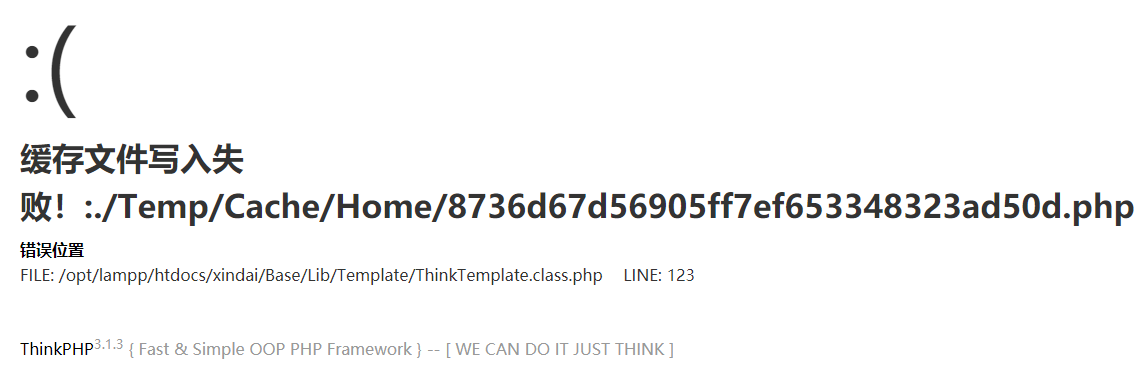 :(
缓存文件写入失
败！:./Temp/Cache/Home/8736d67d56905ff7ef653348323ad50d.php
错误位置
FILE: /opt/lampp/htdocs/xindai/Base/Lib/Template/ThinkTemplate.class.php LINE: 123
ThinkPHP3.1.3 { Fast & Simple OOP PHP Framework } -- [ WE CAN DO IT JUST THINK ]